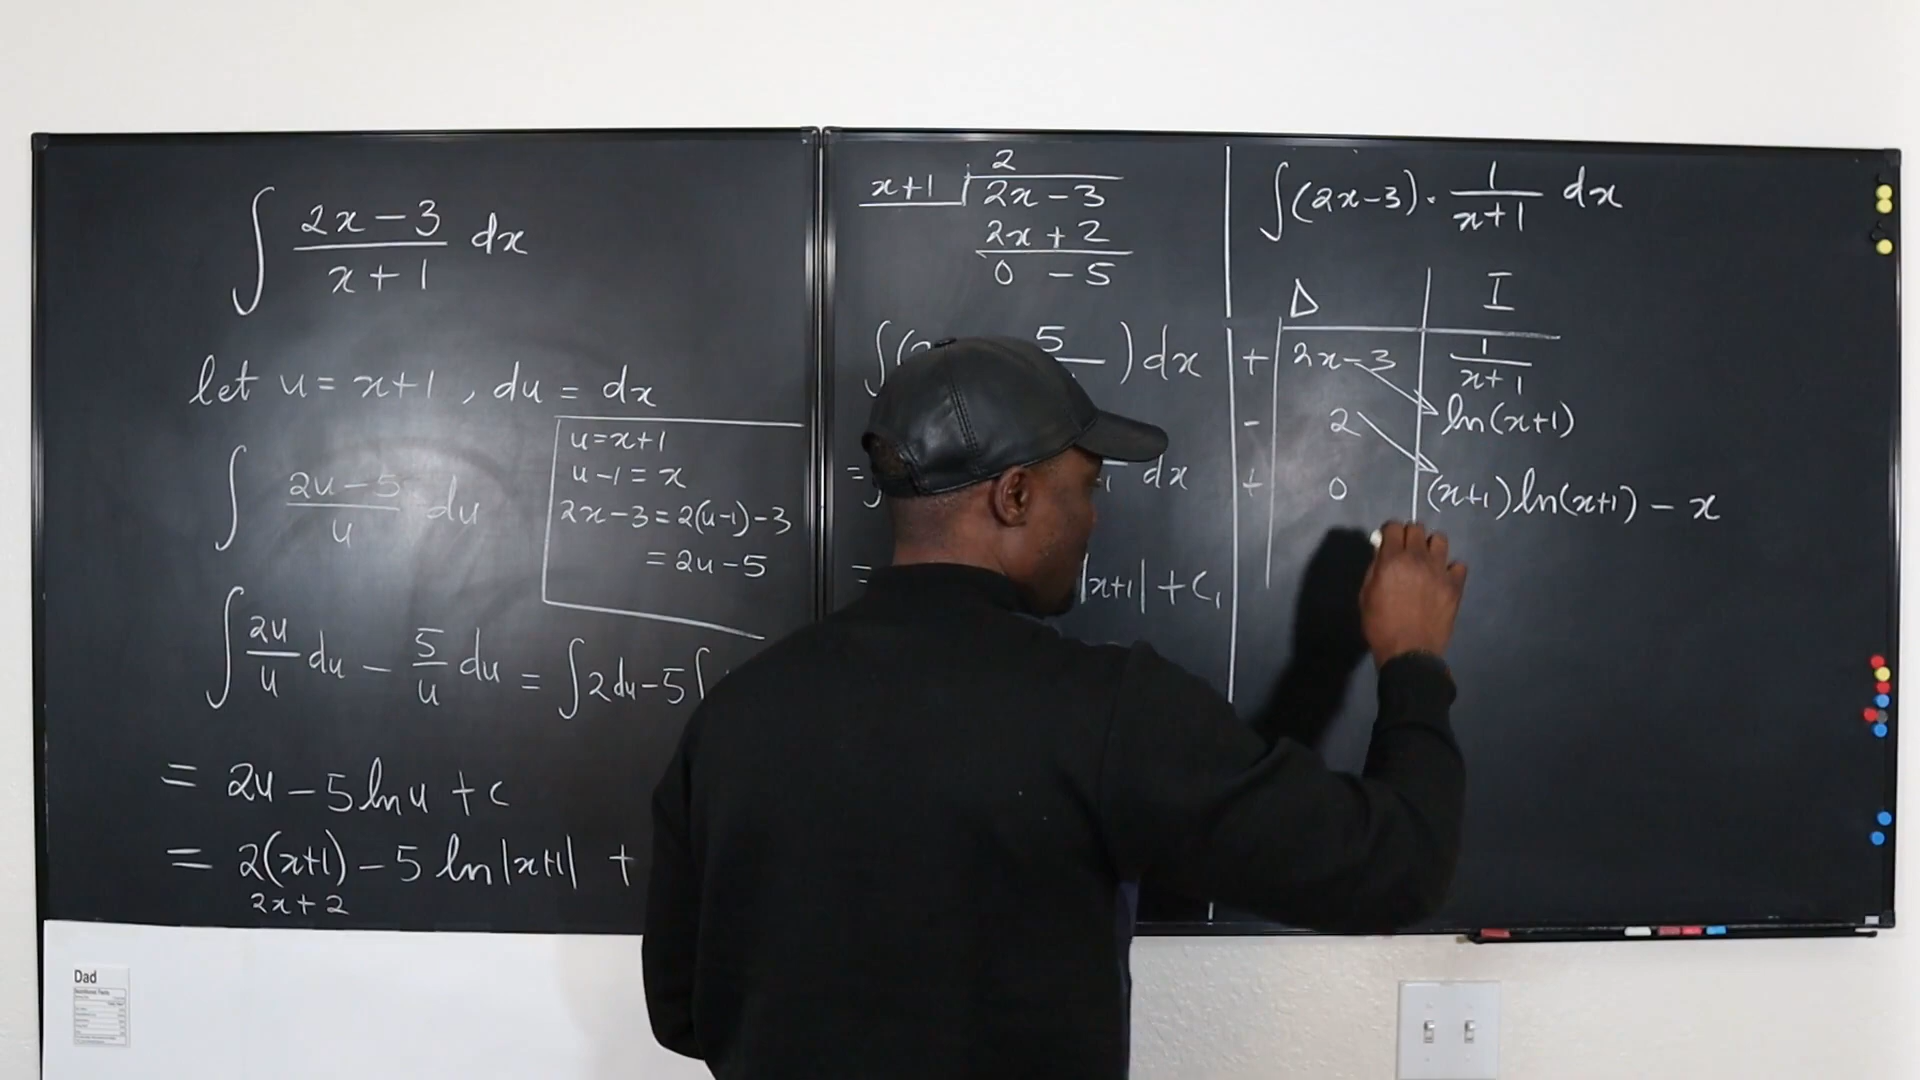 ∫ (2x − 3)/(x + 1) dx
let u = x+1 , du = dx
u = x+1
u − 1 = x
2x − 3 = 2(u−1) − 3
= 2u − 5
∫ (2u − 5)/u du
∫ 2u/u du − 5/u du = ∫ 2 du − 5 ∫
= 2u − 5 ln u + c
= 2(x+1) − 5 ln|x+1| +
2x + 2
2
x+1 2x − 3
2x + 2
0 − 5
∫( 5 ) dx
= dx
= |x+1| + C₁
∫(2x−3) · 1/(x+1) dx
D I
+ 2x−3 1/(x+1)
− 2 ln(x+1)
+ 0 (x+1) ln(x+1) − x
Dad